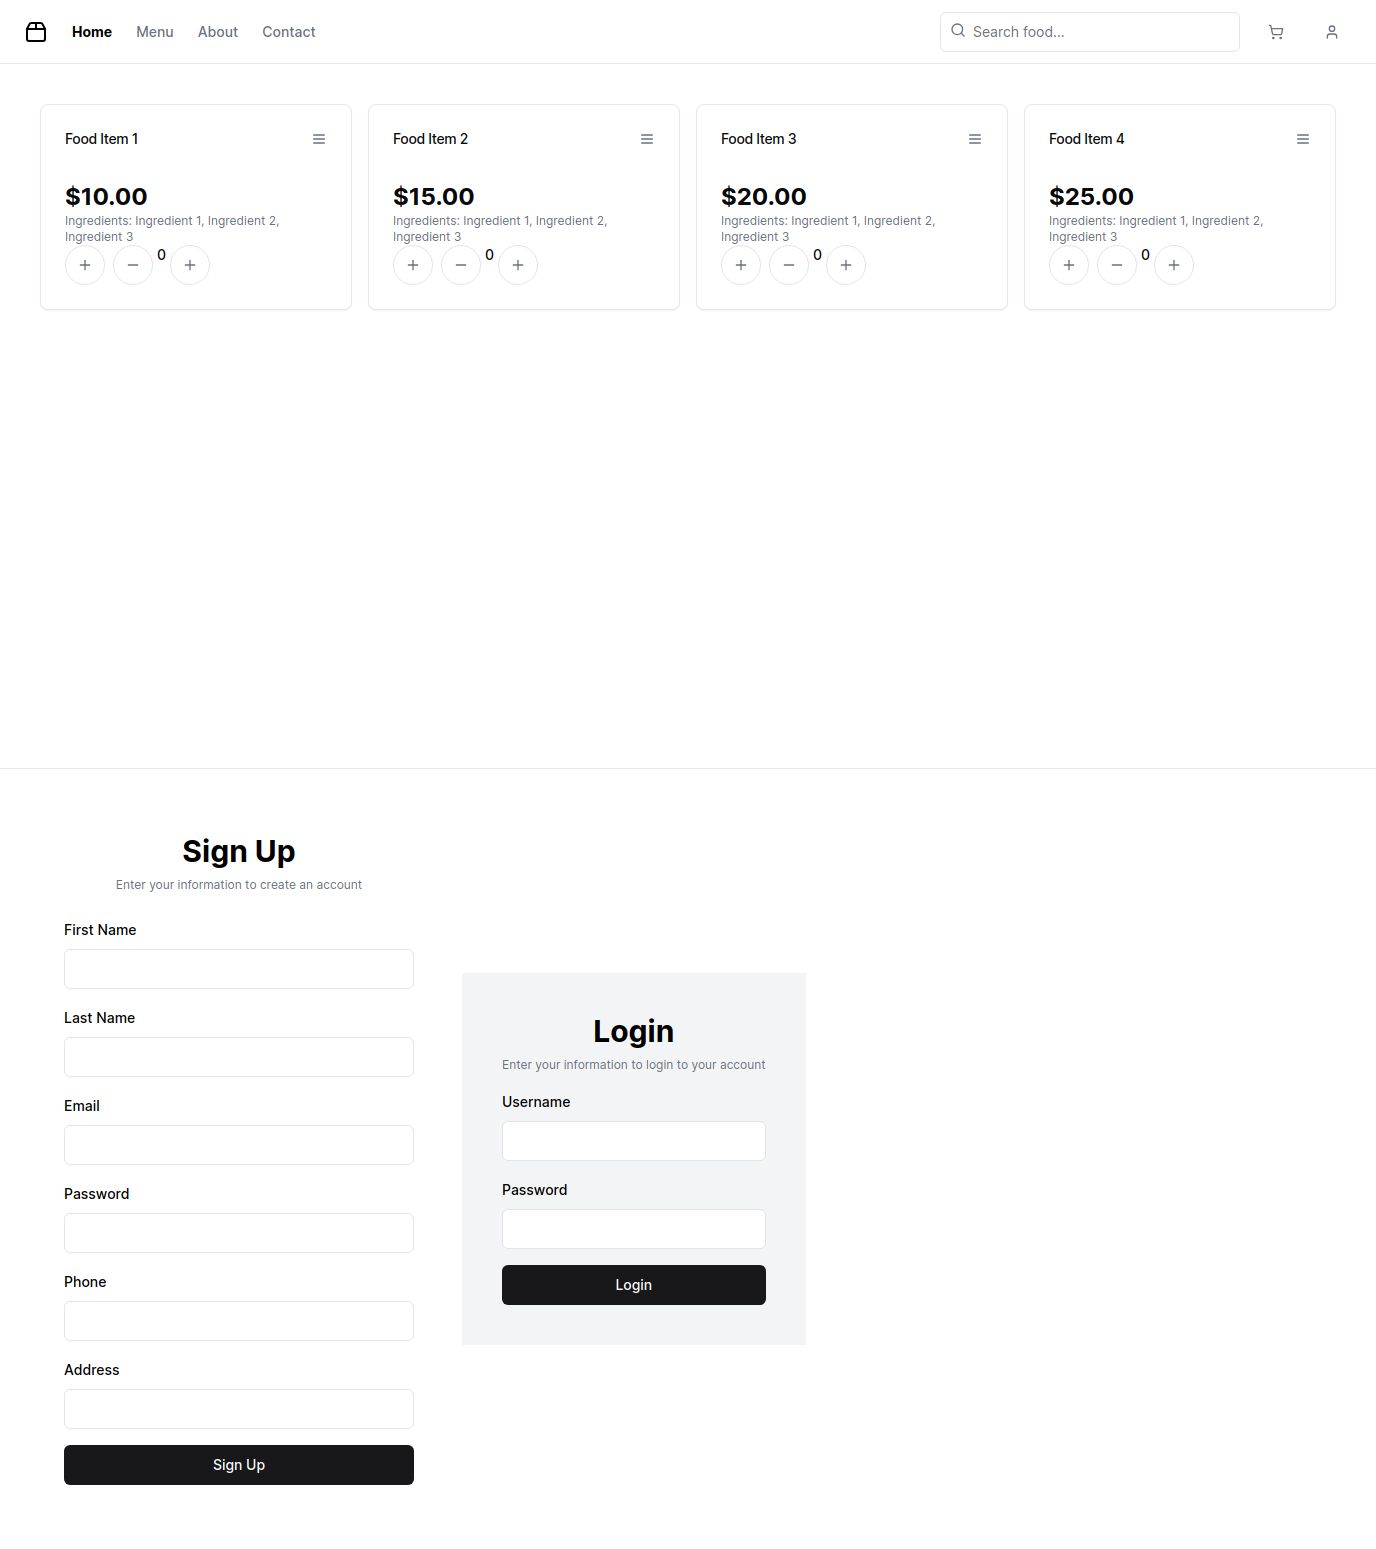 Home Menu About Contact Search food...
Food Item 1
$10.00
Ingredients: Ingredient 1, Ingredient 2,
Ingredient 3
0
Food Item 2
$15.00
Ingredients: Ingredient 1, Ingredient 2,
Ingredient 3
0
Food Item 3
$20.00
Ingredients: Ingredient 1, Ingredient 2,
Ingredient 3
0
Food Item 4
$25.00
Ingredients: Ingredient 1, Ingredient 2,
Ingredient 3
0
Sign Up
Enter your information to create an account
First Name
Last Name
Email
Password
Phone
Address
Sign Up
Login
Enter your information to login to your account
Username
Password
Login